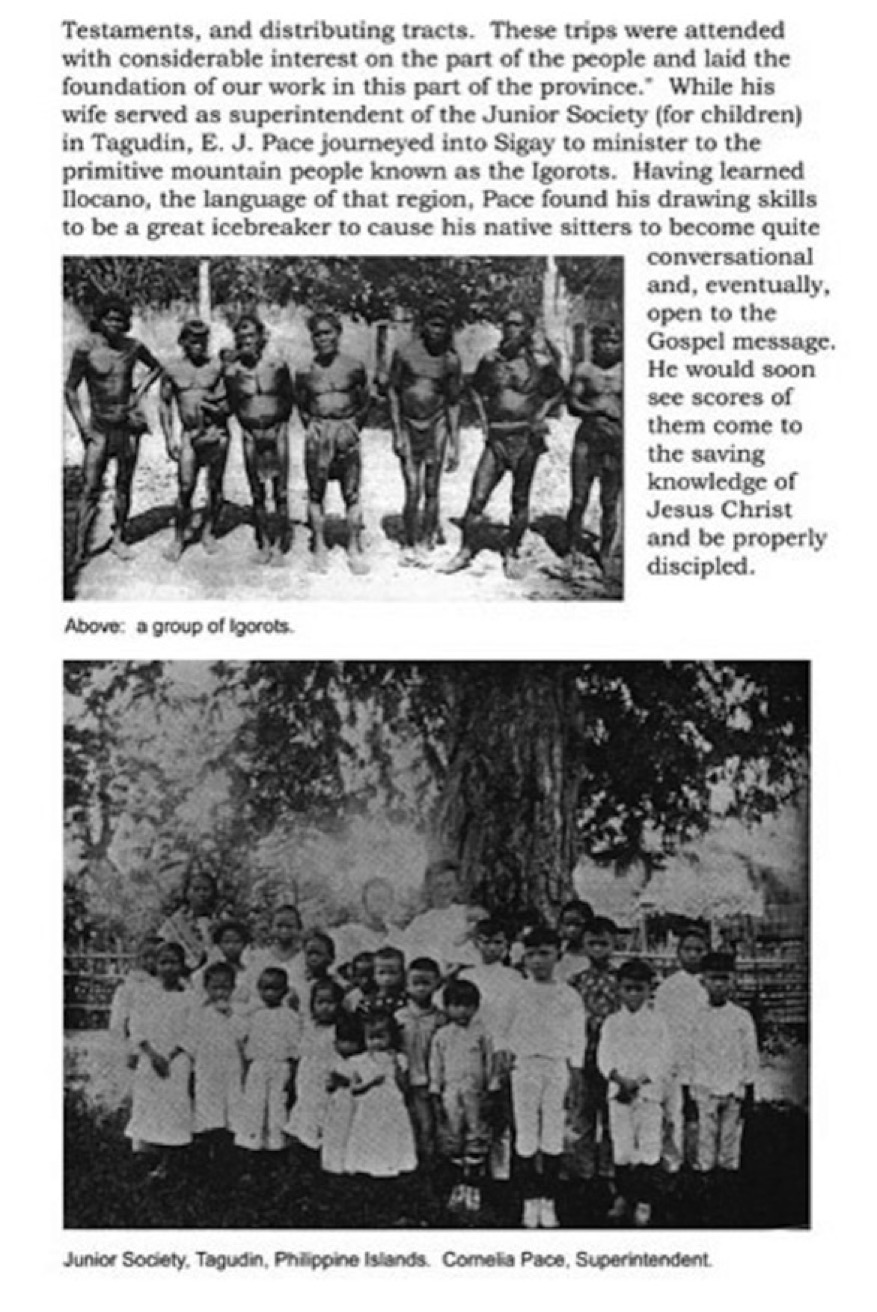 Testaments, and distributing tracts. These trips were attended
with considerable interest on the part of the people and laid the
foundation of our work in this part of the province." While his
wife served as superintendent of the Junior Society (for children)
in Tagudin, E. J. Pace journeyed into Sigay to minister to the
primitive mountain people known as the Igorots. Having learned
Ilocano, the language of that region, Pace found his drawing skills
to be a great icebreaker to cause his native sitters to become quite
conversational
and, eventually,
open to the
Gospel message.
He would soon
see scores of
them come to
the saving
knowledge of
Jesus Christ
and be properly
discipled.
Above: a group of Igorots.
Junior Society, Tagudin, Philippine Islands. Cornelia Pace, Superintendent.